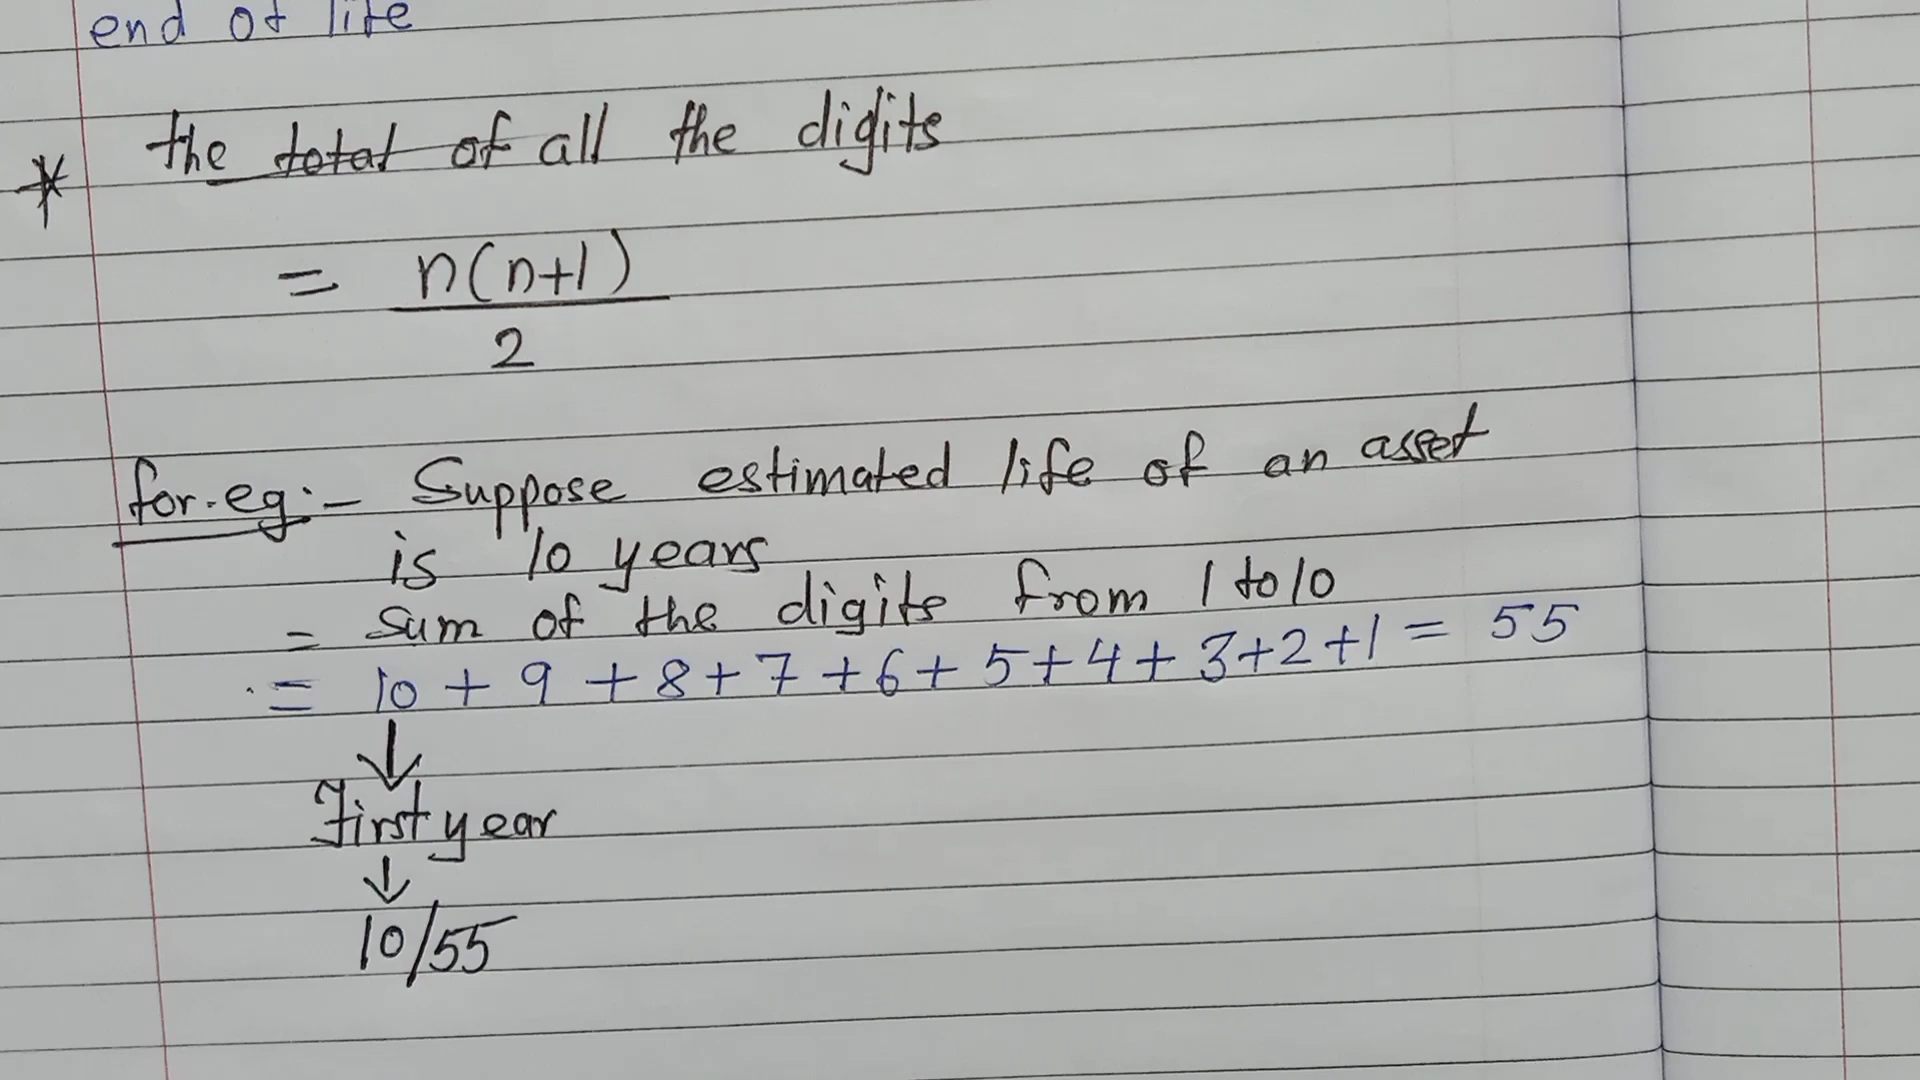 end of life
* the total of all the digits
= n(n+1)
2
for.eg:- Suppose estimated life of an asset
is 10 years
= Sum of the digits from 1 to 10
= 10 + 9 + 8 + 7 + 6 + 5 + 4 + 3 + 2 + 1 = 55
↓
First year
↓
10/55